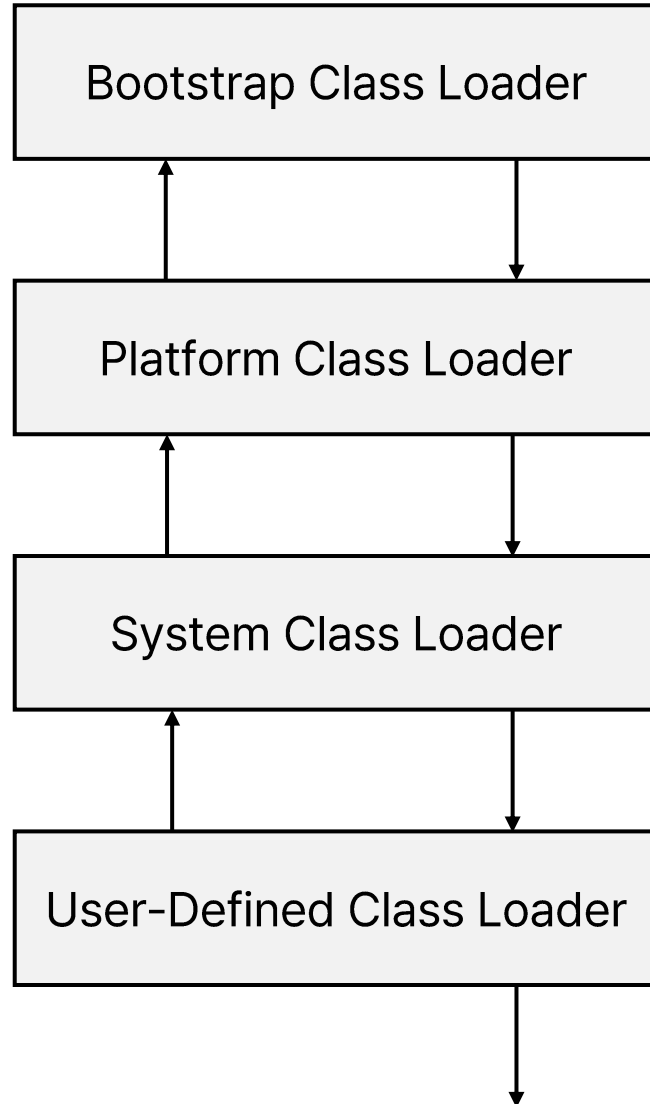 Bootstrap Class Loader
Platform Class Loader
System Class Loader
User-Defined Class Loader